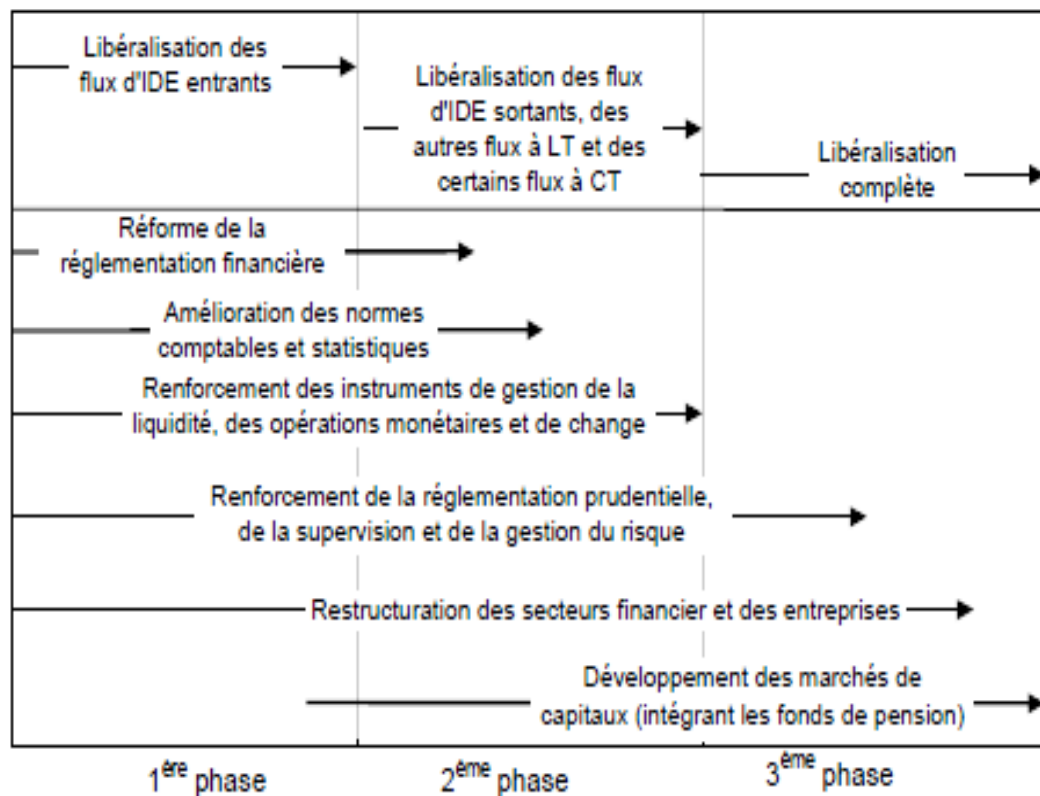 Libéralisation des
flux d'IDE entrants
Libéralisation des flux
d'IDE sortants, des
autres flux à LT et des
certains flux à CT
Libéralisation
complète
Réforme de la
réglementation financière
Amélioration des normes
comptables et statistiques
Renforcement des instruments de gestion de la
liquidité, des opérations monétaires et de change
Renforcement de la réglementation prudentielle,
de la supervision et de la gestion du risque
Restructuration des secteurs financier et des entreprises
Développement des marchés de
capitaux (intégrant les fonds de pension)
1ère phase
2ème phase
3ème phase